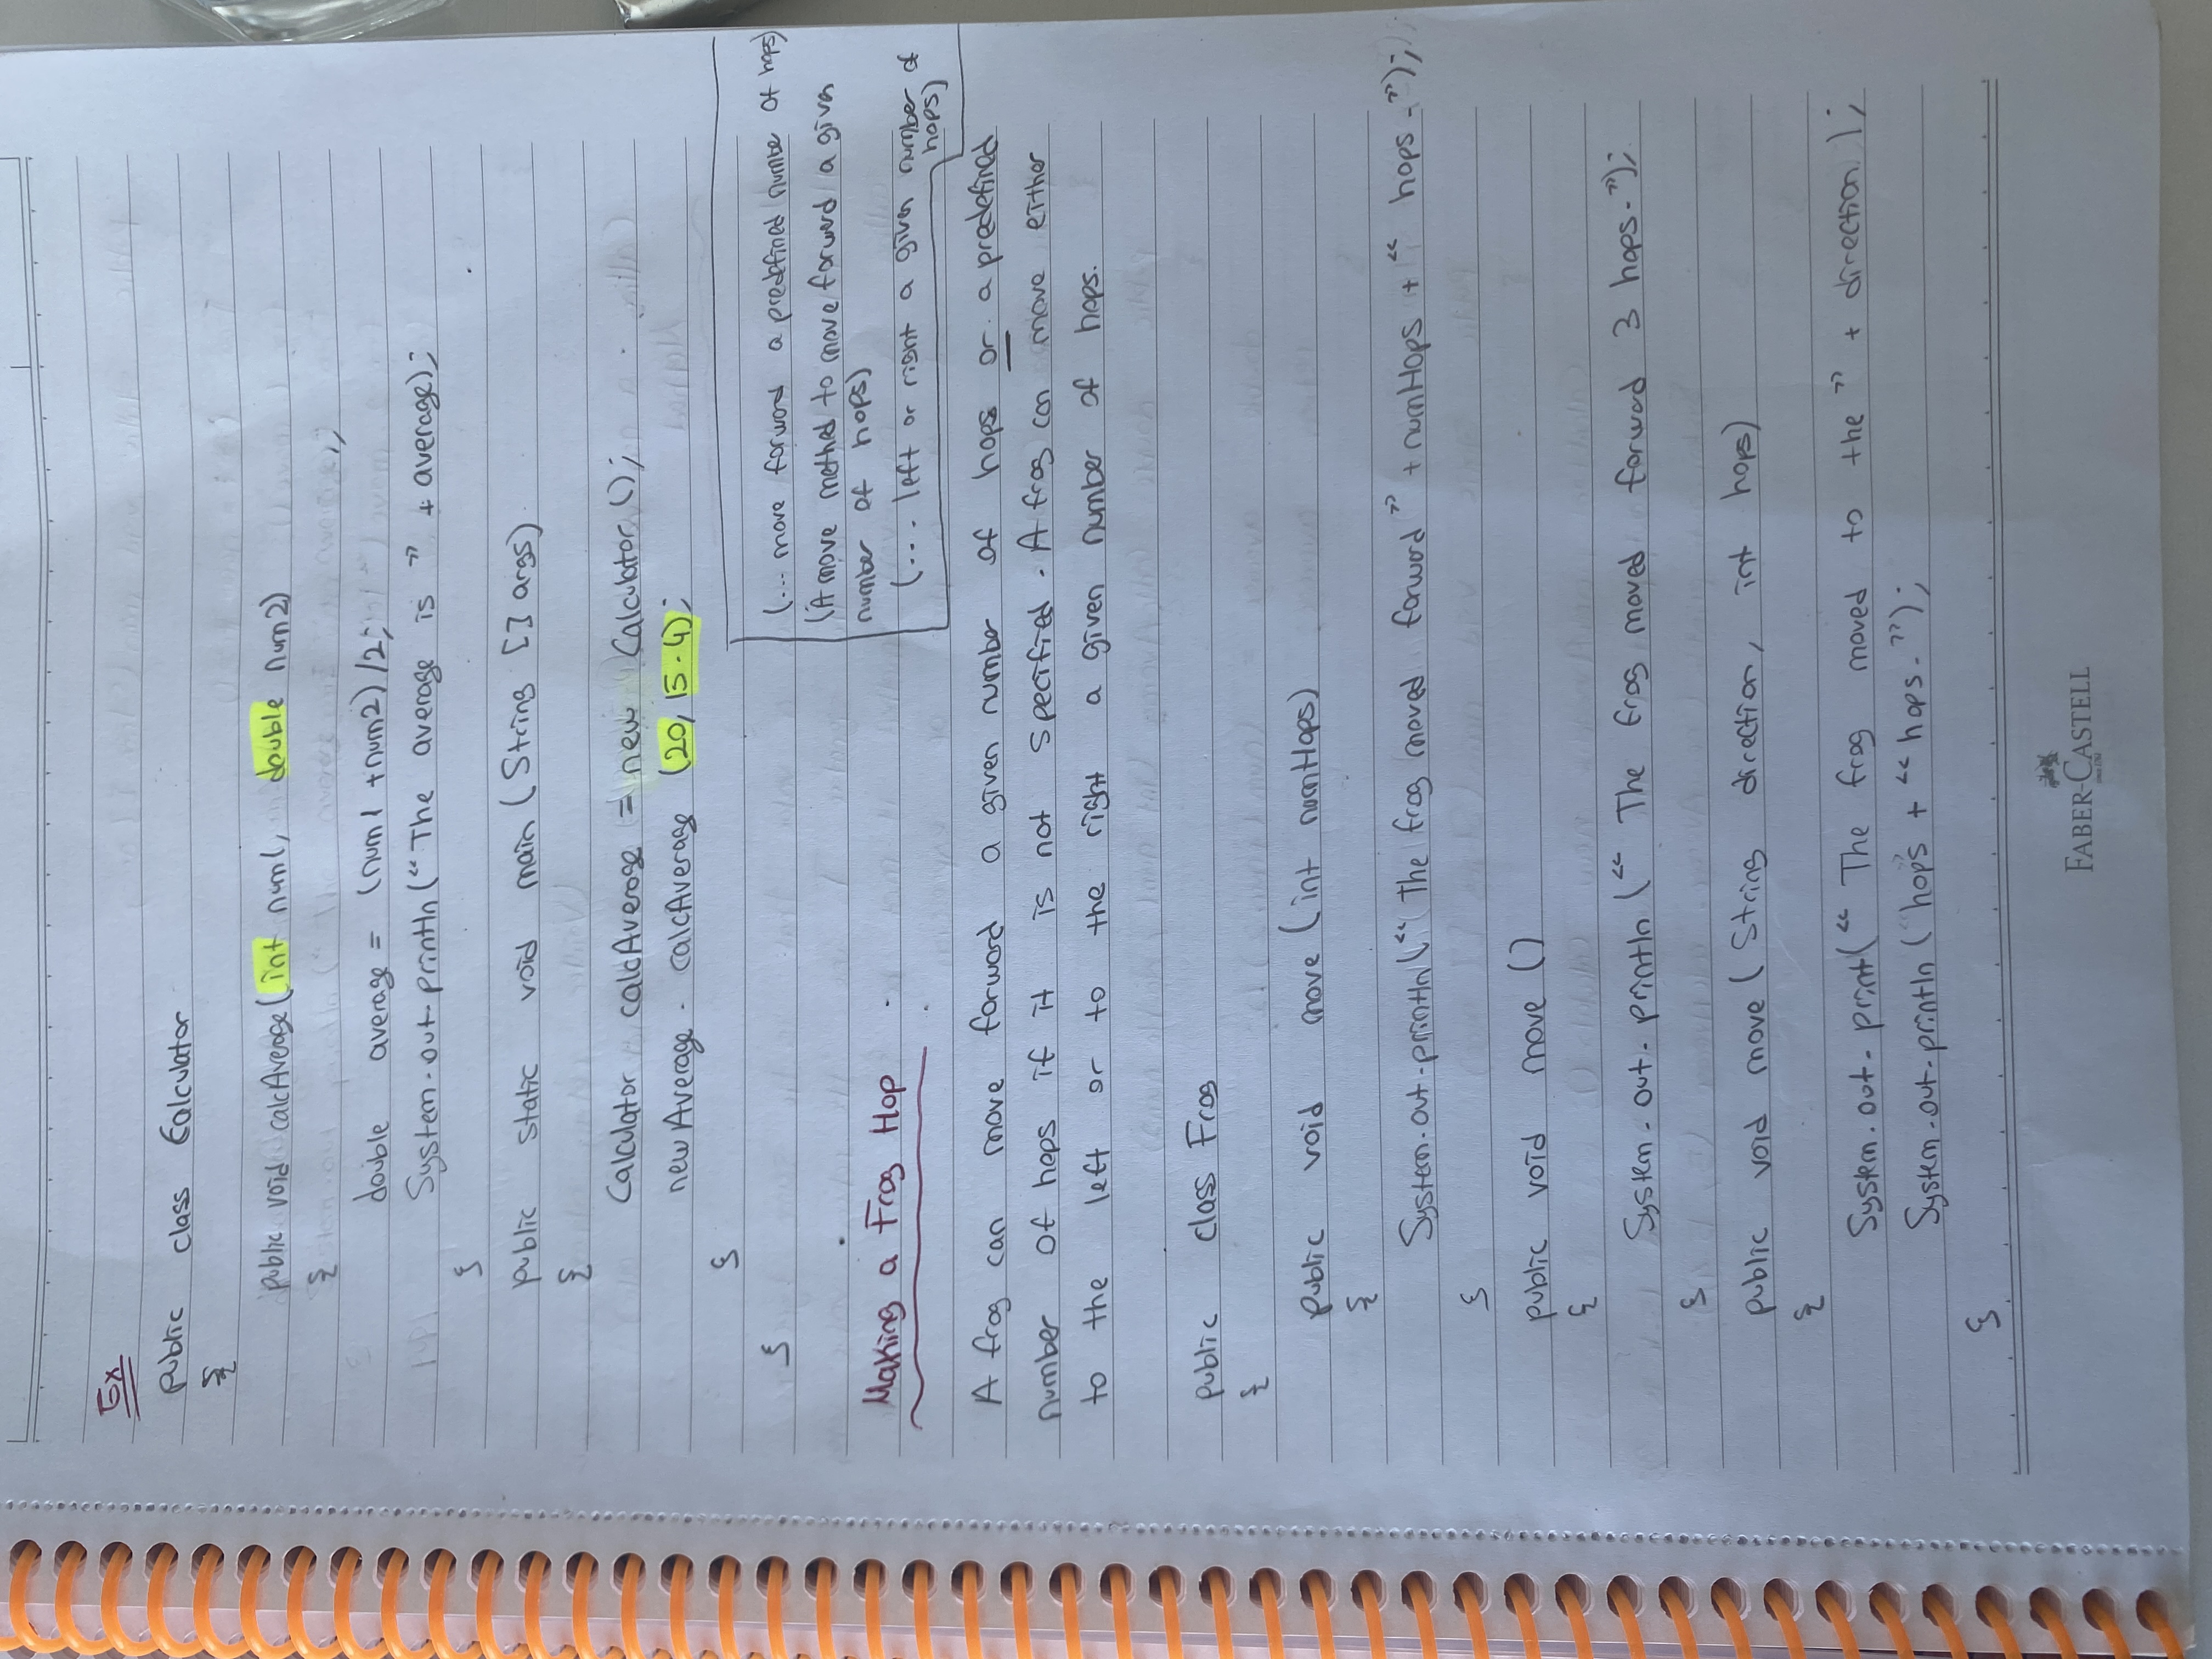 Ex
public class Calculator
{
public void calcAverage(int num1, double num2)
{
double average = (num1 + num2) /2;
System.out.println(“The average is ” + average);
}
public static void main (String [] args)
{
Calculator calcAverage = new Calculator ();
newAverage . calcAverage (20, 15.4);
}
}
(... move forward a predefined number of hops)
(A move method to move forward a given
number of hops)
(... left or right a given number of
hops)
Making a Frog Hop
A frog can move forward a given number of hops or a predefined
number of hops if it is not specified. A frog can move either
to the left or to the right a given number of hops.
public class Frog
{
public void move (int numHops)
{
System.out.println(“ The frog moved forward ” + numHops + “ hops.”);
}
public void move ()
{
System.out.println (“ The frog moved forward 3 hops.”);
}
public void move (String direction, int hops)
{
System.out.print(“ The frog moved to the ” + direction );
System.out.println (“hops + “ hops.”);
}
FABER-CASTELL
since 1761